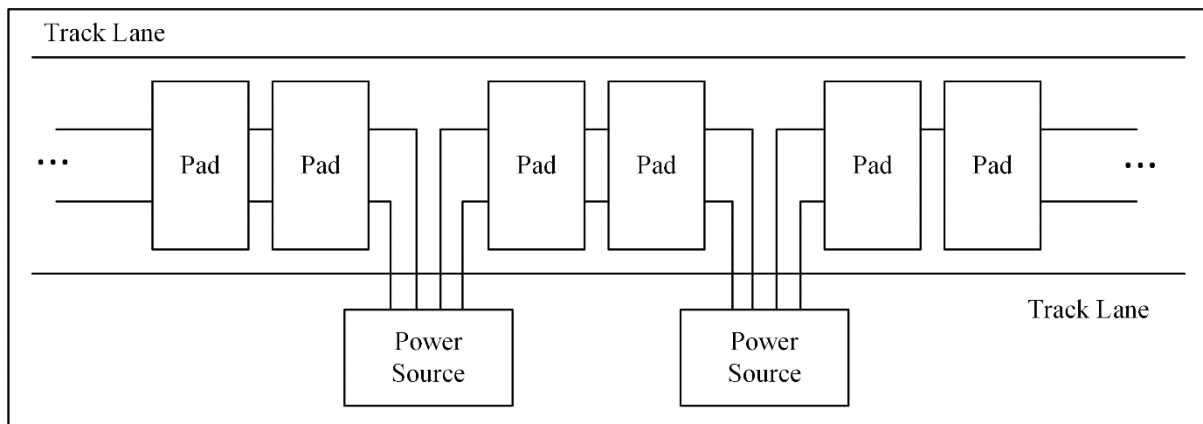 Track Lane
... Pad Pad Pad Pad Pad Pad ...
Power Power
Source Source
Track Lane